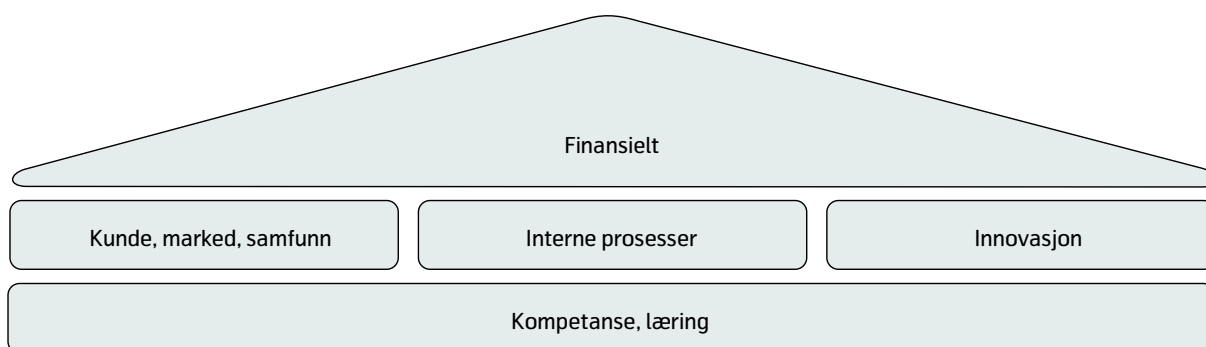 Finansielt
Kunde, marked, samfunn
Interne prosesser
Innovasjon
Kompetanse, læring